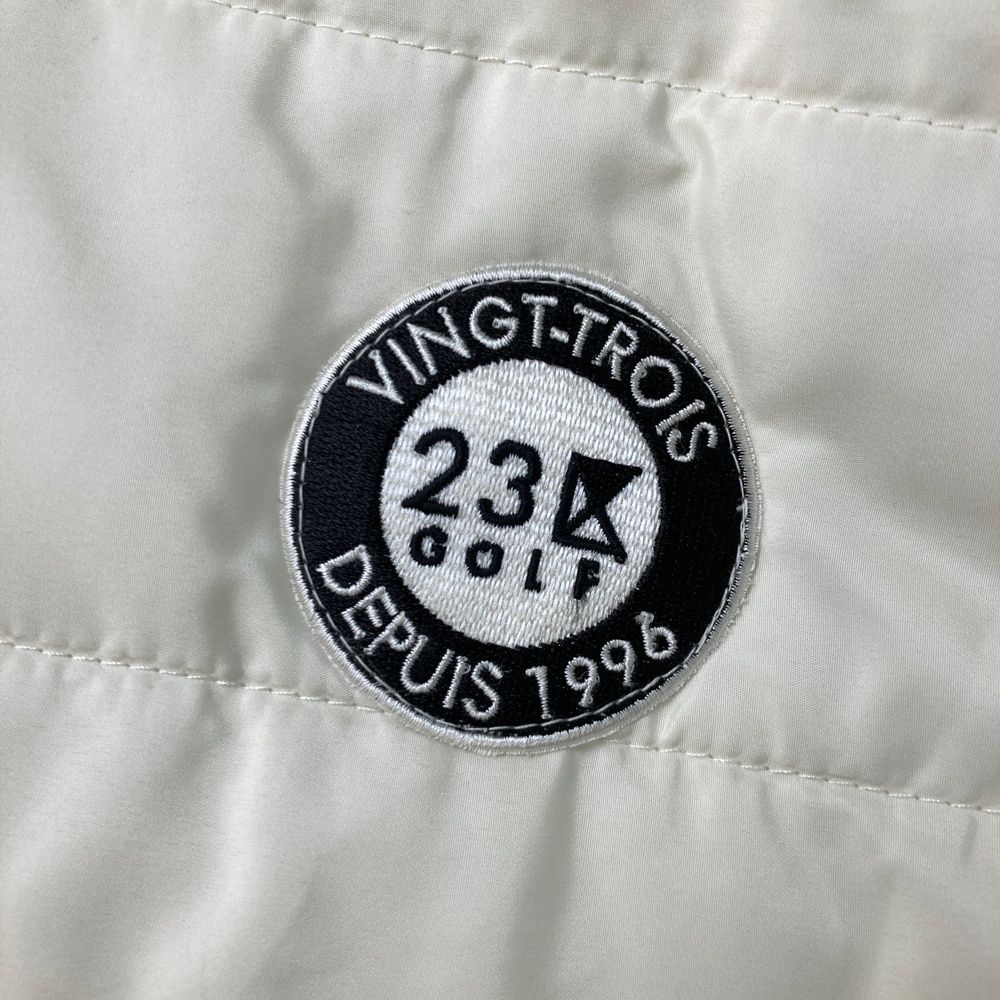 VINGT-TROIS
23
GOLF
DEPUIS 1996